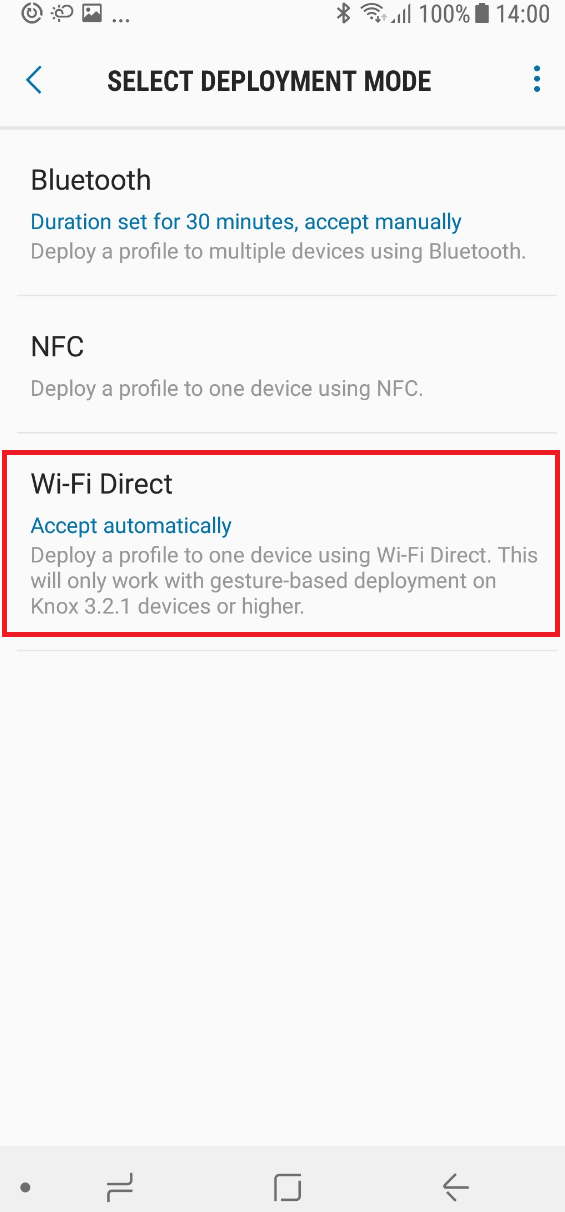 ... 100% 14:00
SELECT DEPLOYMENT MODE
Bluetooth
Duration set for 30 minutes, accept manually
Deploy a profile to multiple devices using Bluetooth.
NFC
Deploy a profile to one device using NFC.
Wi-Fi Direct
Accept automatically
Deploy a profile to one device using Wi-Fi Direct. This
will only work with gesture-based deployment on
Knox 3.2.1 devices or higher.